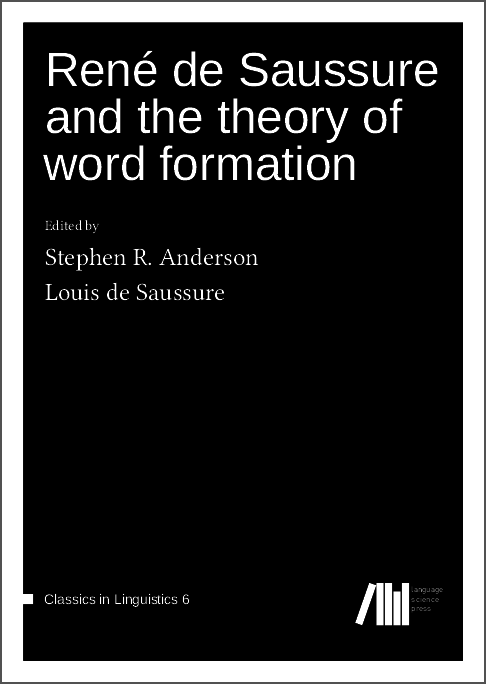 René de Saussure
and the theory of
word formation
Edited by
Stephen R. Anderson
Louis de Saussure
Classics in Linguistics 6
language
science
press